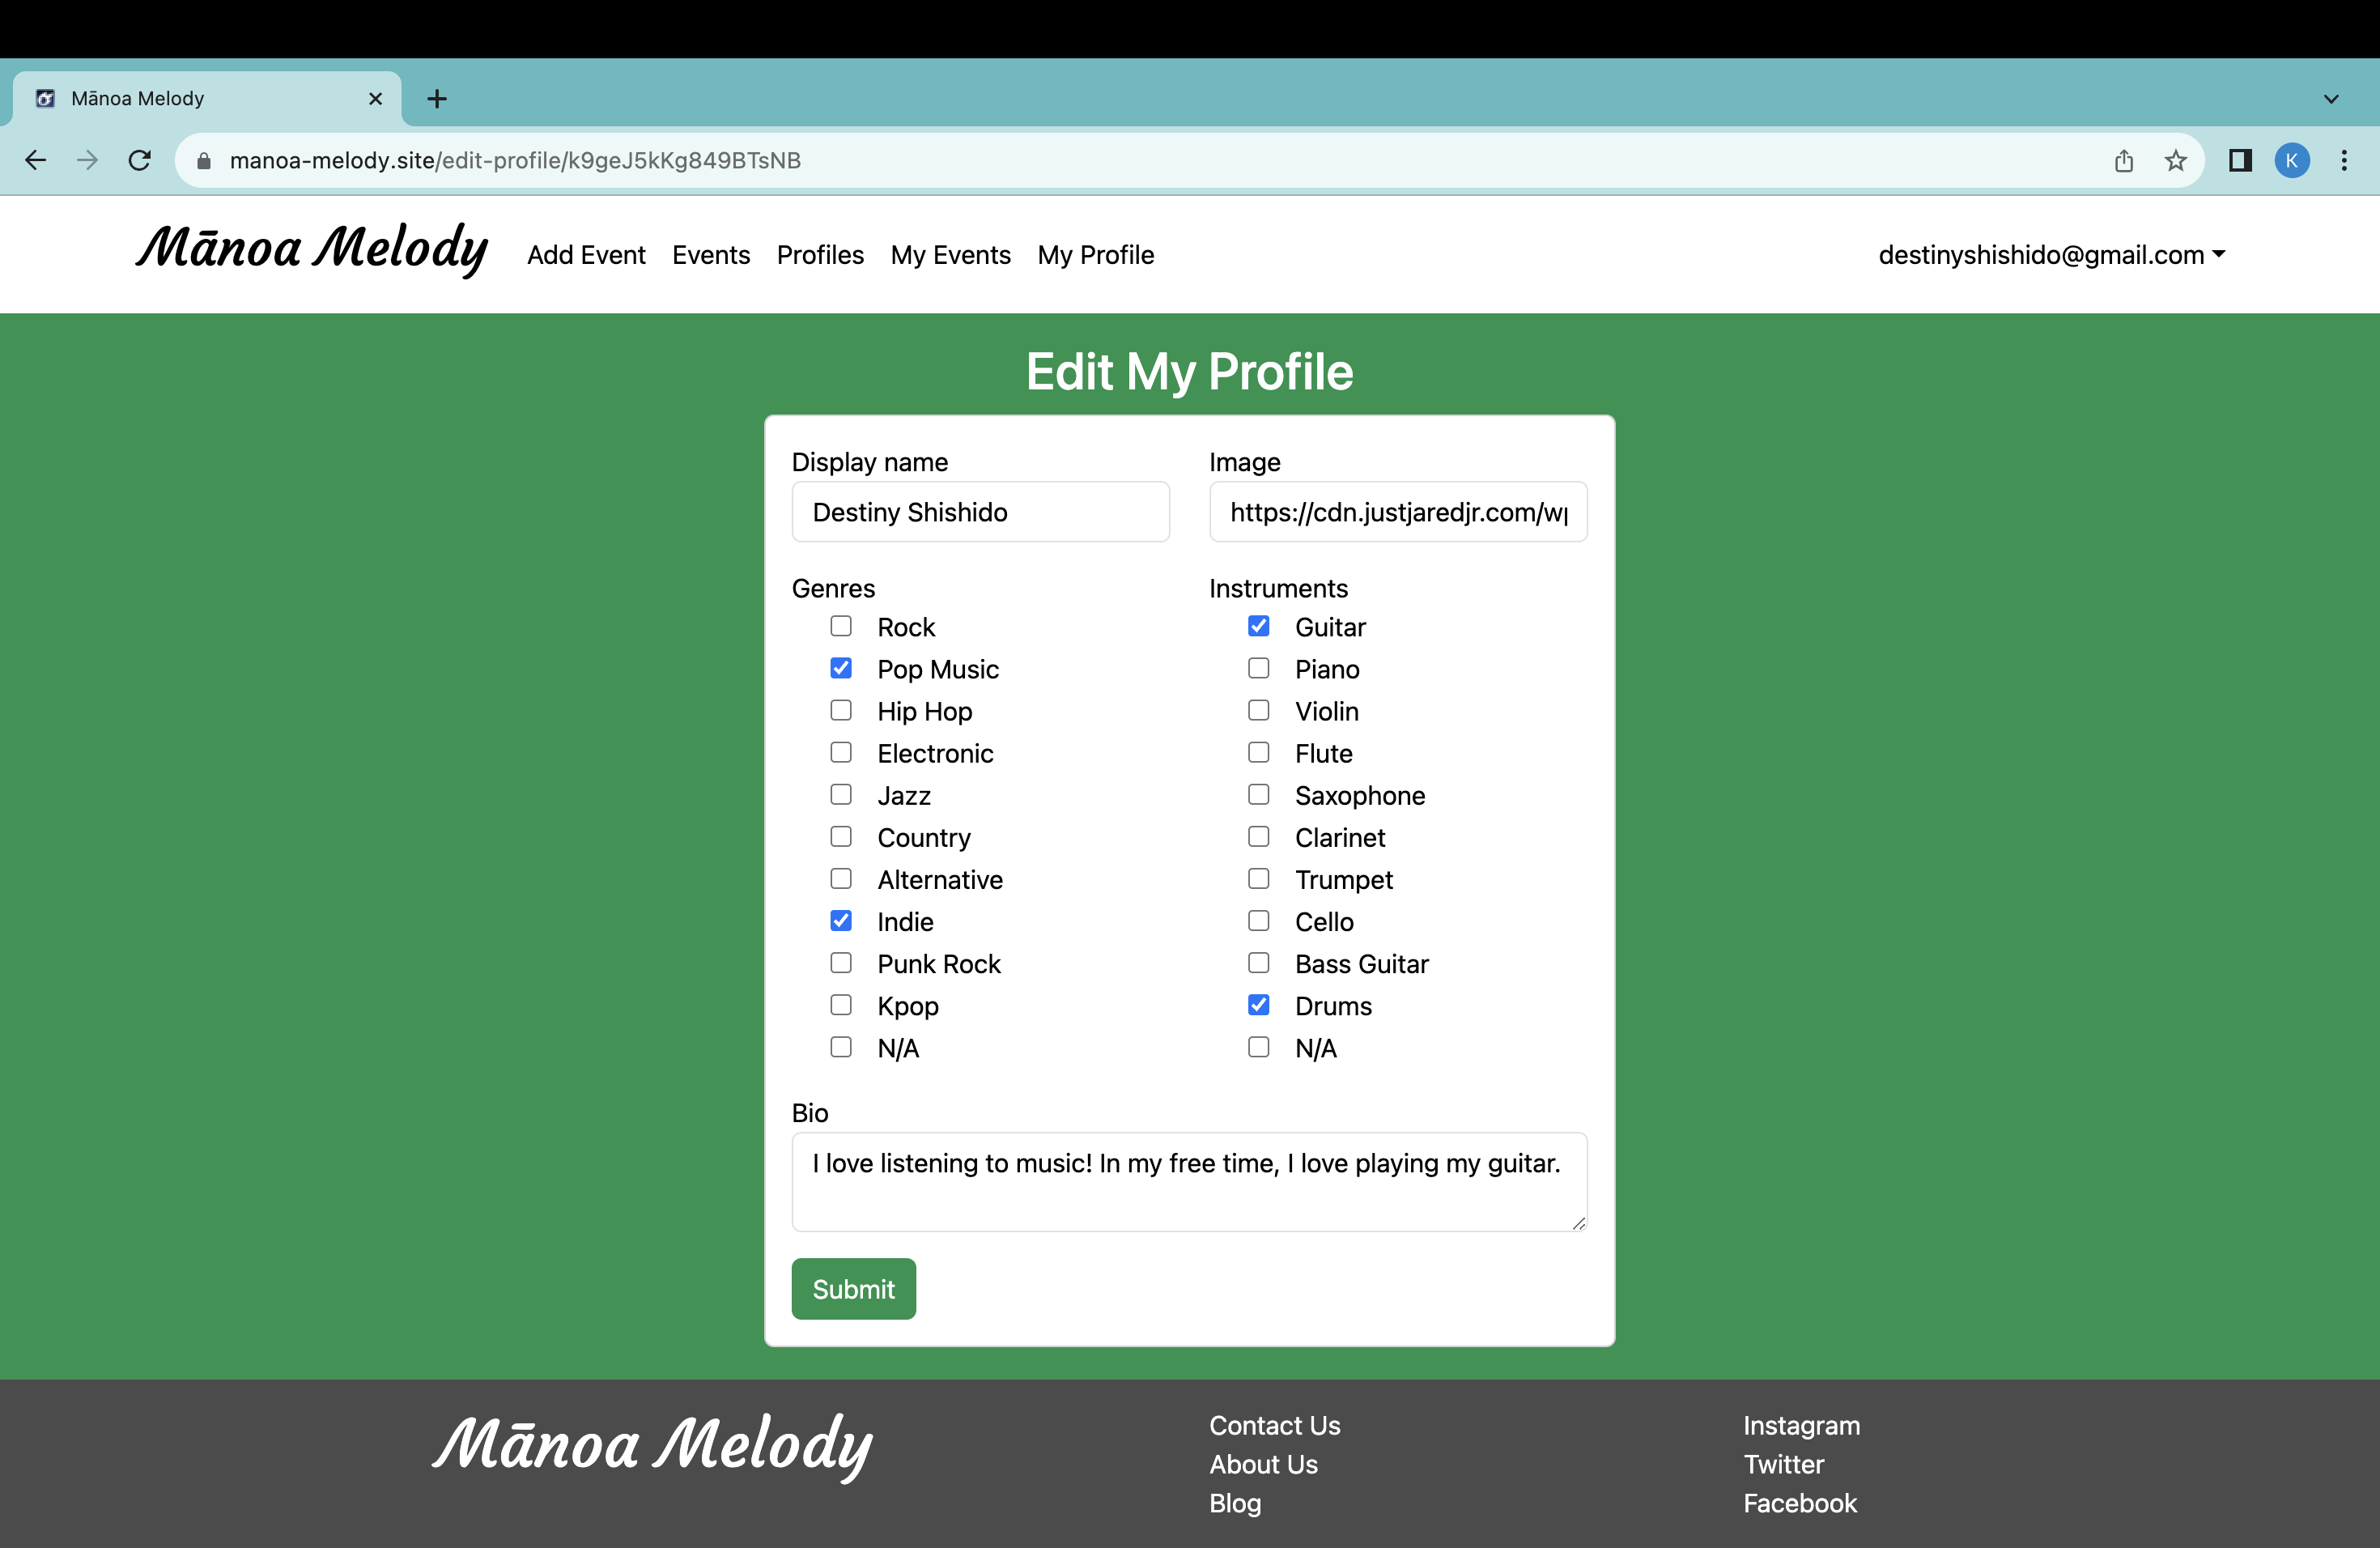 Mānoa Melody
manoa-melody.site/edit-profile/k9geJ5kKg849BTsNB
K
Mānoa Melody Add Event Events Profiles My Events My Profile destinyshishido@gmail.com
Edit My Profile
Display name
Destiny Shishido
Image
https://cdn.justjaredjr.com/wp
Genres
Rock
Pop Music
Hip Hop
Electronic
Jazz
Country
Alternative
Indie
Punk Rock
Kpop
N/A
Instruments
Guitar
Piano
Violin
Flute
Saxophone
Clarinet
Trumpet
Cello
Bass Guitar
Drums
N/A
Bio
I love listening to music! In my free time, I love playing my guitar.
Submit
Mānoa Melody
Contact Us
About Us
Blog
Instagram
Twitter
Facebook